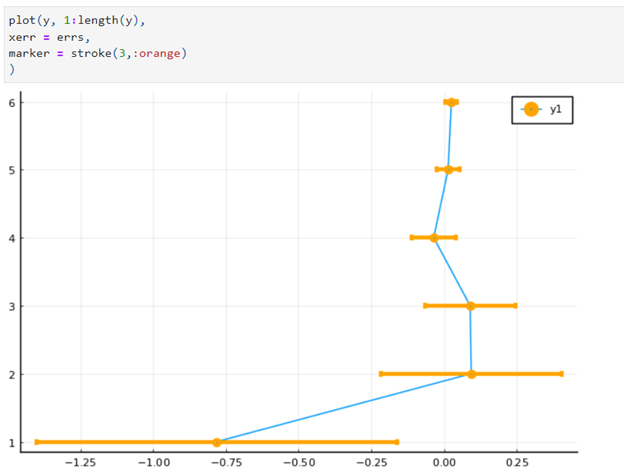 plot(y, 1:length(y),
xerr = errs,
marker = stroke(3,:orange)
)
6
y1
5
4
3
2
1
−1.25 −1.00 −0.75 −0.50 −0.25 0.00 0.25